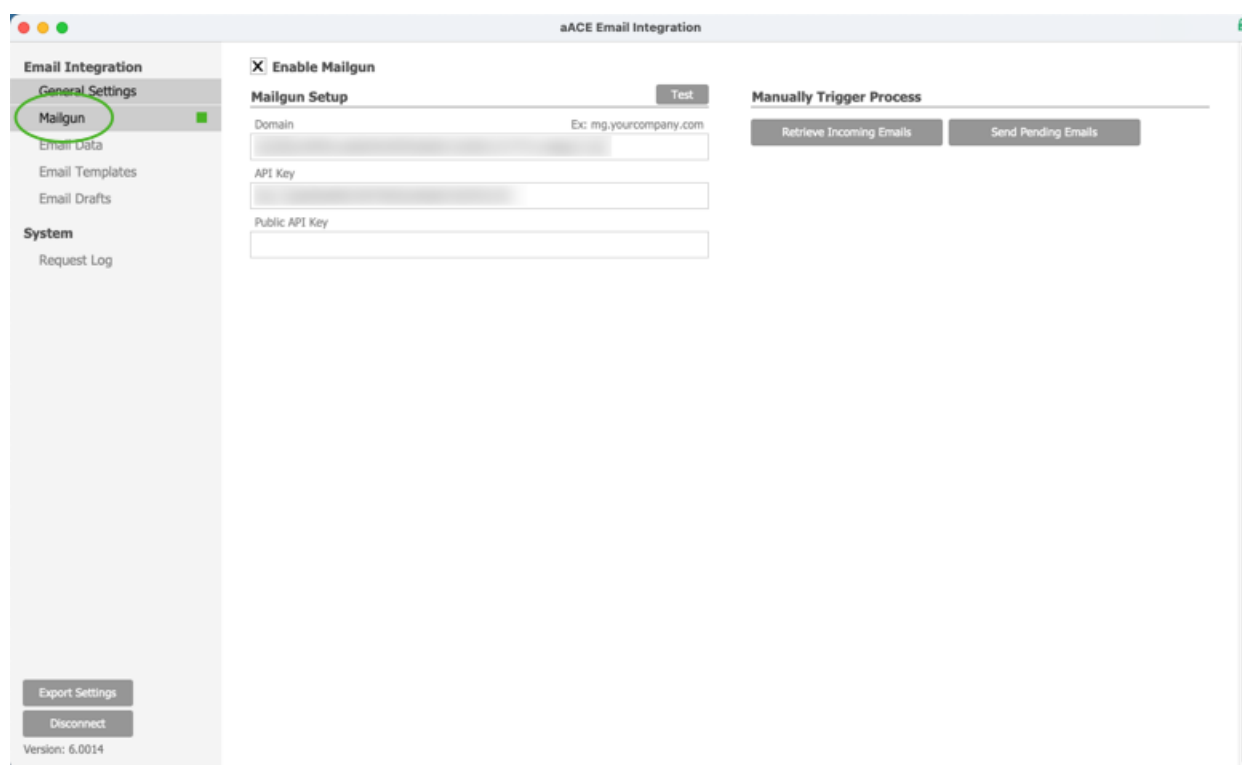 aACE Email Integration
Email Integration
General Settings
Mailgun
Email Data
Email Templates
Email Drafts
System
Request Log
Export Settings
Disconnect
Version: 6.0014
X Enable Mailgun
Mailgun Setup
Test
Domain
Ex: mg.yourcompany.com
API Key
Public API Key
Manually Trigger Process
Retrieve Incoming Emails
Send Pending Emails